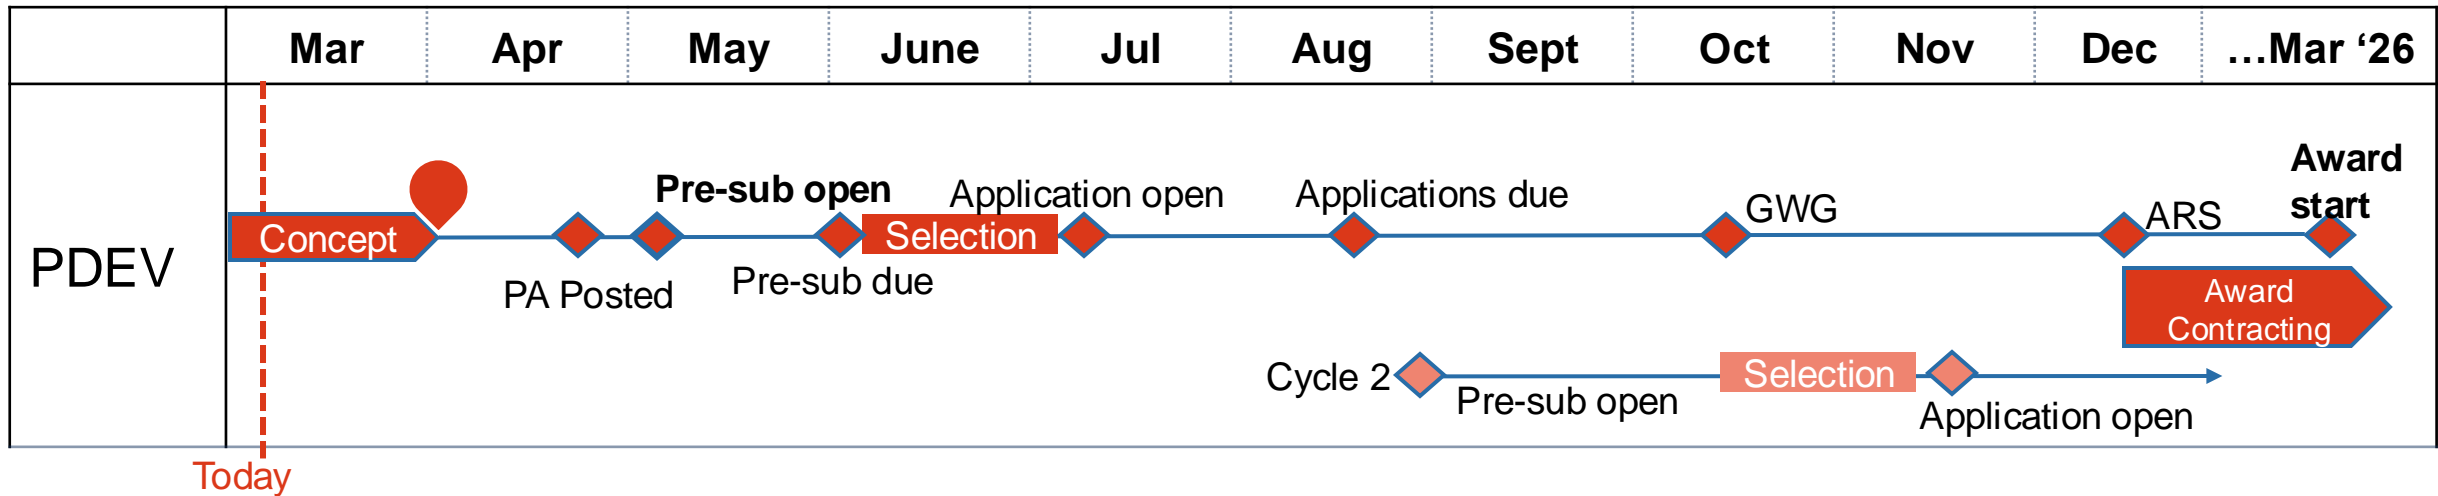 Mar Apr May June Jul Aug Sept Oct Nov Dec …Mar ‘26
PDEV
Concept
PA Posted
Pre-sub open
Pre-sub due
Selection
Application open
Applications due
GWG
ARS
Award
start
Award
Contracting
Cycle 2
Pre-sub open
Selection
Application open
Today